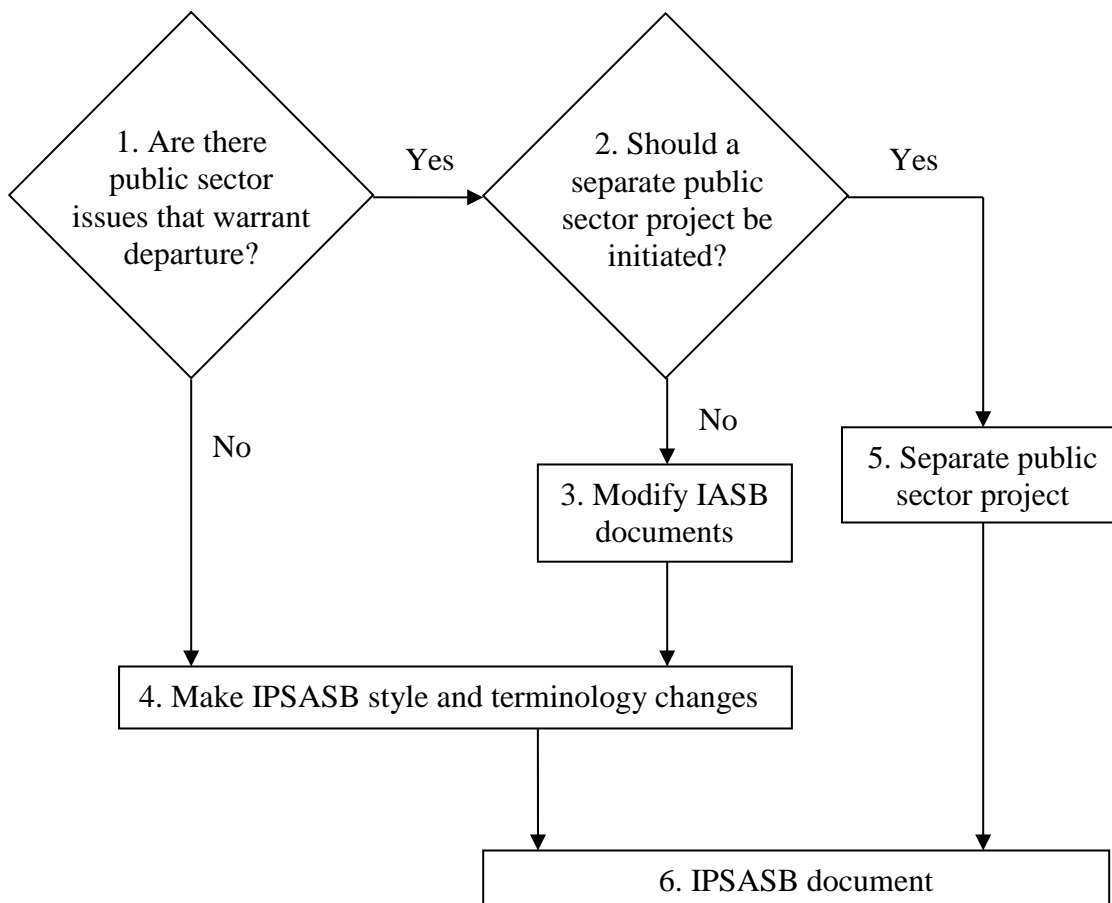 1. Are there
public sector
issues that warrant
departure?
Yes
2. Should a
separate public
sector project be
initiated?
Yes
No
No
3. Modify IASB
documents
5. Separate public
sector project
4. Make IPSASB style and terminology changes
6. IPSASB document